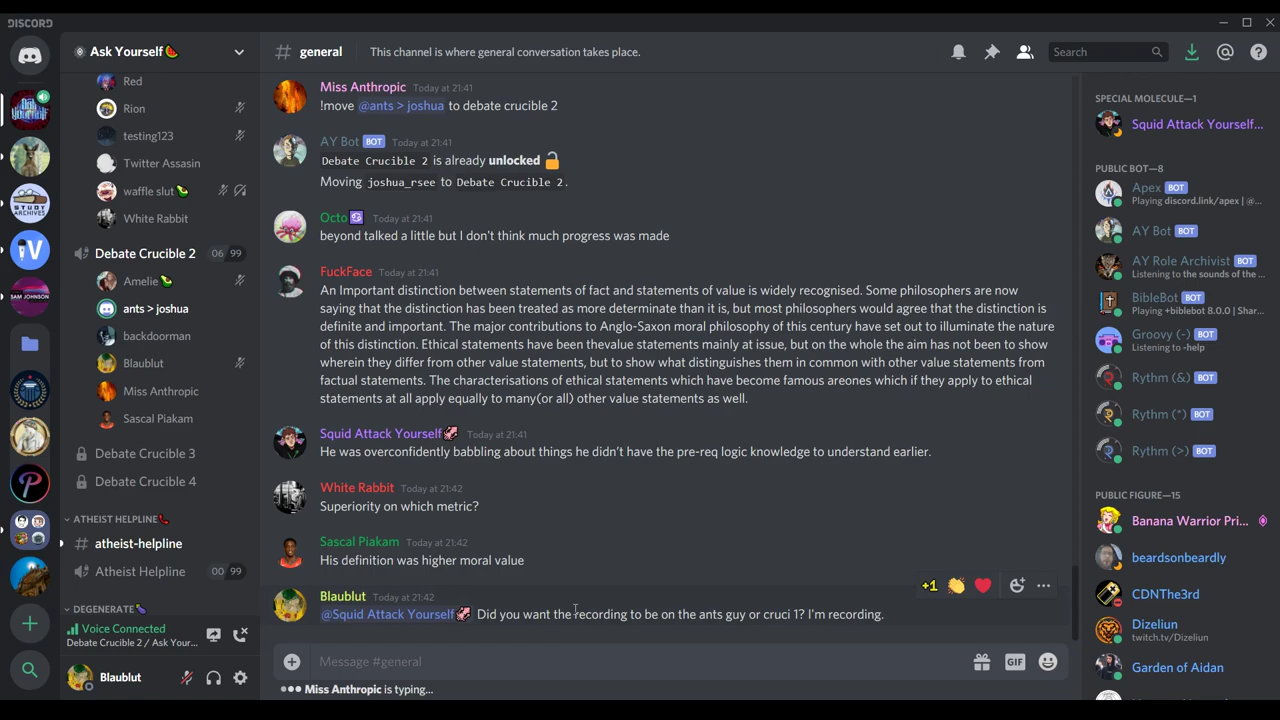 DISCORD
Ask Yourself🍉
# general
This channel is where general conversation takes place.
Search
Red
Rion
testing123
Twitter Assasin
waffle slut🥑
White Rabbit
Debate Crucible 2
06 99
Amelie🥑
ants > joshua
backdoorman
Blaublut
Miss Anthropic
Sascal Piakam
Debate Crucible 3
Debate Crucible 4
ATHEIST HELPLINE📞
# atheist-helpline
Atheist Helpline
00 99
DEGENERATE🍆
Voice Connected
Debate Crucible 2 / Ask Your...
Blaublut
V
STUDY ARCHIVES
SAM JOHNSON
Miss Anthropic Today at 21:41
!move @ants > joshua to debate crucible 2
AY Bot BOT Today at 21:41
Debate Crucible 2 is already unlocked 🔓
Moving joshua_rsee to Debate Crucible 2.
Octo♋ Today at 21:41
beyond talked a little but I don't think much progress was made
FuckFace Today at 21:41
An Important distinction between statements of fact and statements of value is widely recognised. Some philosophers are now
saying that the distinction has been treated as more determinate than it is, but most philosophers would agree that the distinction is
definite and important. The major contributions to Anglo-Saxon moral philosophy of this century have set out to illuminate the nature
of this distinction. Ethical statements have been thevalue statements mainly at issue, but on the whole the aim has not been to show
wherein they differ from other value statements, but to show what distinguishes them in common with other value statements from
factual statements. The characterisations of ethical statements which have become famous areones which if they apply to ethical
statements at all apply equally to many(or all) other value statements as well.
Squid Attack Yourself🦑 Today at 21:41
He was overconfidently babbling about things he didn't have the pre-req logic knowledge to understand earlier.
White Rabbit Today at 21:42
Superiority on which metric?
Sascal Piakam Today at 21:42
His definition was higher moral value
Blaublut Today at 21:42
+1
@Squid Attack Yourself🦑 Did you want the recording to be on the ants guy or cruci 1? I'm recording.
Message #general
GIF
Miss Anthropic is typing...
SPECIAL MOLECULE—1
Squid Attack Yourself...
PUBLIC BOT—8
Apex BOT
Playing discord.link/apex | @...
AY Bot BOT
AY Role Archivist BOT
Listening to the sounds of the ...
BibleBot BOT
Playing +biblebot 8.0.0 | Shar...
Groovy (-) BOT
Listening to -help
Rythm (&) BOT
Rythm (*) BOT
Rythm (>) BOT
PUBLIC FIGURE—15
Banana Warrior Pri...
beardsonbeardly
CDNThe3rd
Dizeliun
twitch.tv/Dizeliun
Garden of Aidan